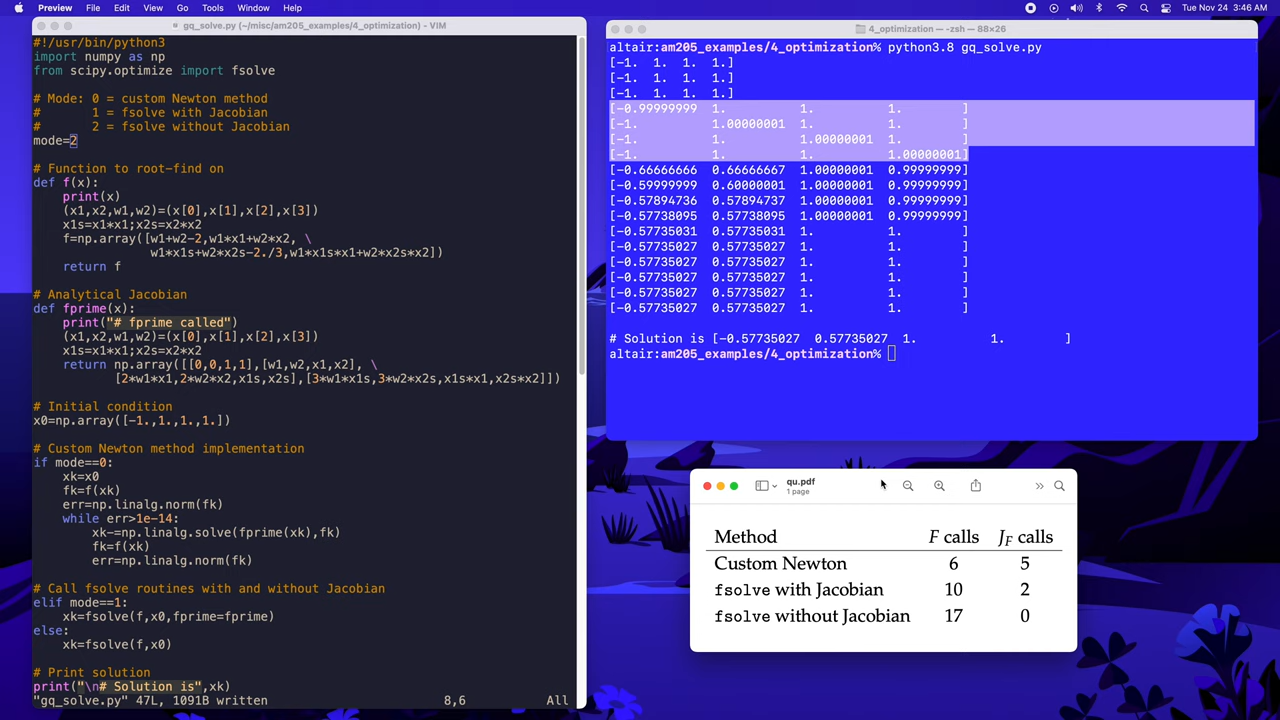 Preview File Edit View Go Tools Window Help
Tue Nov 24 3:46 AM
gq_solve.py (~/misc/am205_examples/4_optimization) - VIM
#!/usr/bin/python3
import numpy as np
from scipy.optimize import fsolve
# Mode: 0 = custom Newton method
#       1 = fsolve with Jacobian
#       2 = fsolve without Jacobian
mode=2
# Function to root-find on
def f(x):
    print(x)
    (x1,x2,w1,w2)=(x[0],x[1],x[2],x[3])
    x1s=x1*x1;x2s=x2*x2
    f=np.array([w1+w2-2,w1*x1+w2*x2, \
                w1*x1s+w2*x2s-2./3,w1*x1s*x1+w2*x2s*x2])
    return f
# Analytical Jacobian
def fprime(x):
    print("# fprime called")
    (x1,x2,w1,w2)=(x[0],x[1],x[2],x[3])
    x1s=x1*x1;x2s=x2*x2
    return np.array([[0,0,1,1],[w1,w2,x1,x2], \
           [2*w1*x1,2*w2*x2,x1s,x2s],[3*w1*x1s,3*w2*x2s,x1s*x1,x2s*x2]])
# Initial condition
x0=np.array([-1.,1.,1.,1.])
# Custom Newton method implementation
if mode==0:
    xk=x0
    fk=f(xk)
    err=np.linalg.norm(fk)
    while err>1e-14:
        xk-=np.linalg.solve(fprime(xk),fk)
        fk=f(xk)
        err=np.linalg.norm(fk)
# Call fsolve routines with and without Jacobian
elif mode==1:
    xk=fsolve(f,x0,fprime=fprime)
else:
    xk=fsolve(f,x0)
# Print solution
print("\n# Solution is",xk)
"gq_solve.py" 47L, 1091B written 8,6 All
4_optimization — -zsh — 88×26
altair:am205_examples/4_optimization% python3.8 gq_solve.py
[-1.  1.  1.  1.]
[-1.  1.  1.  1.]
[-1.  1.  1.  1.]
[-0.99999999  1.          1.          1.        ]
[-1.          1.00000001  1.          1.        ]
[-1.          1.          1.00000001  1.        ]
[-1.          1.          1.          1.00000001]
[-0.66666666  0.66666667  1.00000001  0.99999999]
[-0.59999999  0.60000001  1.00000001  0.99999999]
[-0.57894736  0.57894737  1.00000001  0.99999999]
[-0.57738095  0.57738095  1.00000001  0.99999999]
[-0.57735031  0.57735031  1.          1.        ]
[-0.57735027  0.57735027  1.          1.        ]
[-0.57735027  0.57735027  1.          1.        ]
[-0.57735027  0.57735027  1.          1.        ]
[-0.57735027  0.57735027  1.          1.        ]
[-0.57735027  0.57735027  1.          1.        ]
# Solution is [-0.57735027  0.57735027  1.          1.        ]
altair:am205_examples/4_optimization%
qu.pdf
1 page
Method F calls J_F calls
Custom Newton 6 5
fsolve with Jacobian 10 2
fsolve without Jacobian 17 0